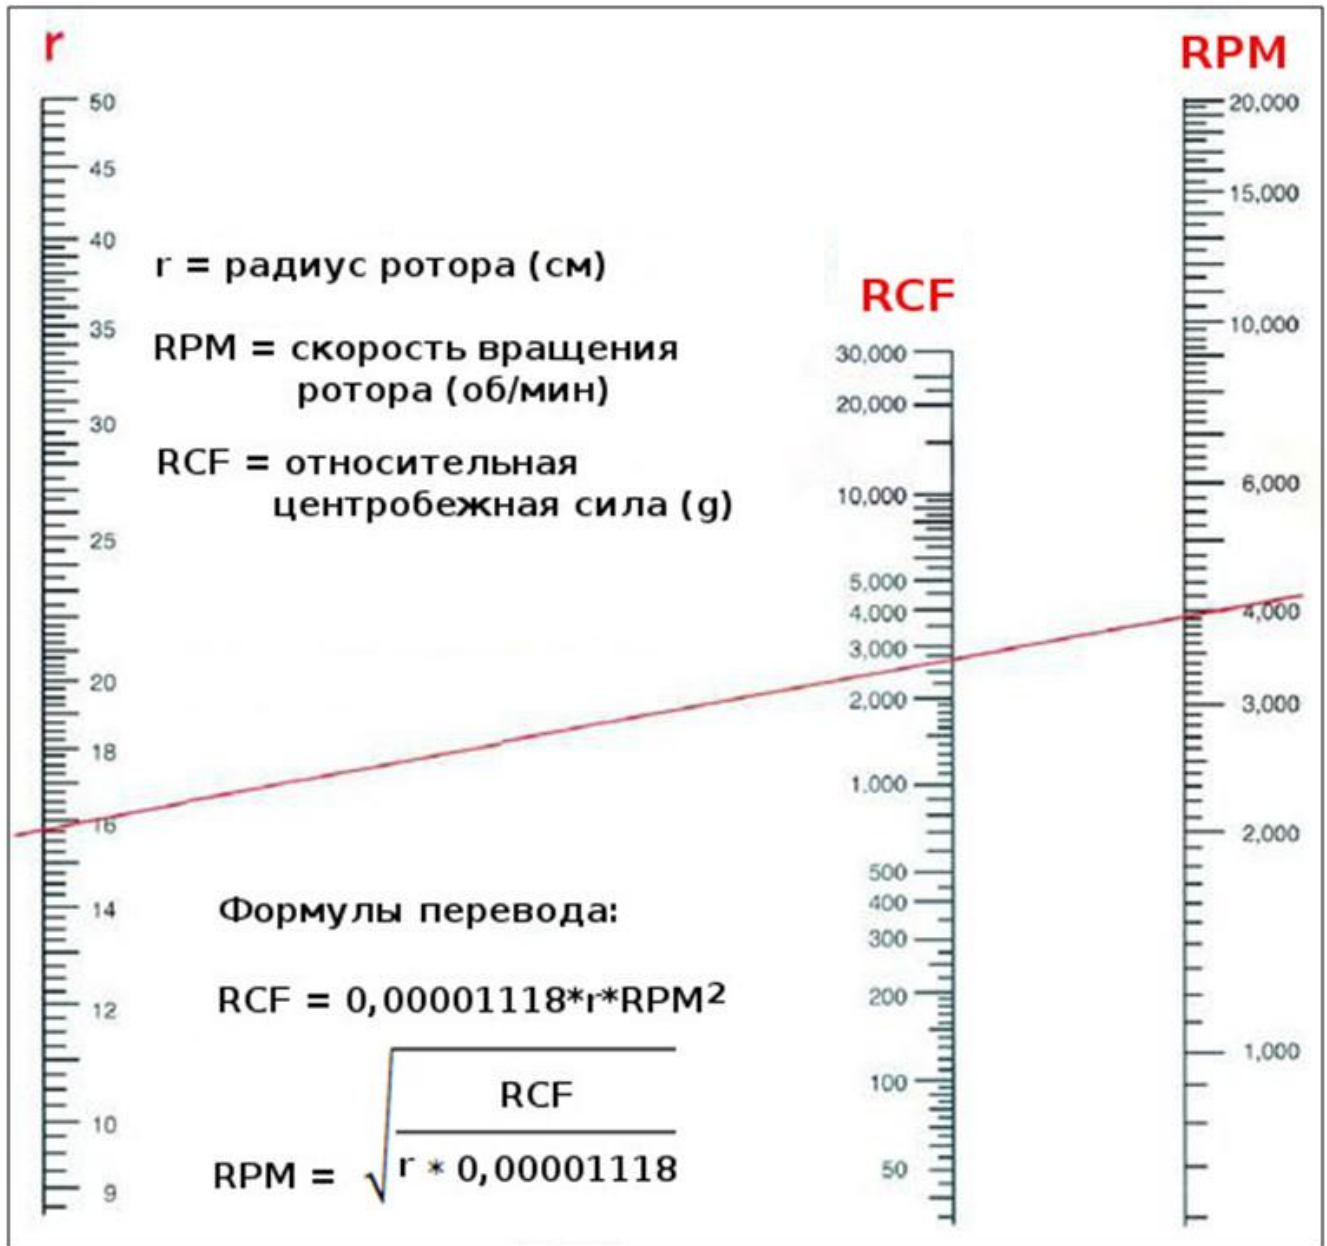 r
50
45
40
35
30
25
20
18
16
14
12
10
9
r = радиус ротора (см)
RPM = скорость вращения
ротора (об/мин)
RCF = относительная
центробежная сила (g)
Формулы перевода:
RCF = 0,00001118*r*RPM²
RPM = √
RCF
r * 0,00001118
RCF
30,000
20,000
10,000
5,000
4,000
3,000
2,000
1.000
500
400
300
200
100
50
RPM
20,000
15,000
10,000
6,000
4,000
3,000
2,000
1,000